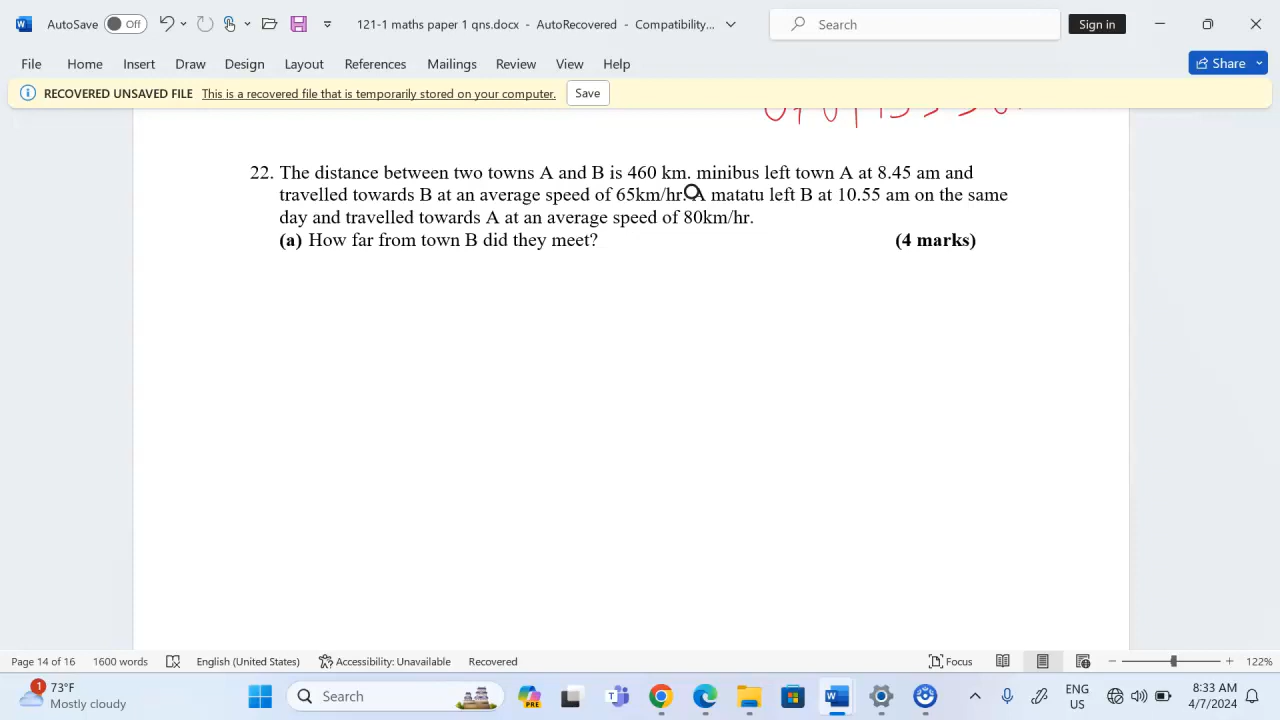 AutoSave Off 121-1 maths paper 1 qns.docx - AutoRecovered - Compatibility... Search Sign in
File Home Insert Draw Design Layout References Mailings Review View Help Share
RECOVERED UNSAVED FILE This is a recovered file that is temporarily stored on your computer. Save
22. The distance between two towns A and B is 460 km. minibus left town A at 8.45 am and
travelled towards B at an average speed of 65km/hr. A matatu left B at 10.55 am on the same
day and travelled towards A at an average speed of 80km/hr.
(a) How far from town B did they meet? (4 marks)
Page 14 of 16 1600 words English (United States) Accessibility: Unavailable Recovered Focus 122%
1 73°F Search PRE ENG 8:33 AM
Mostly cloudy US 4/7/2024